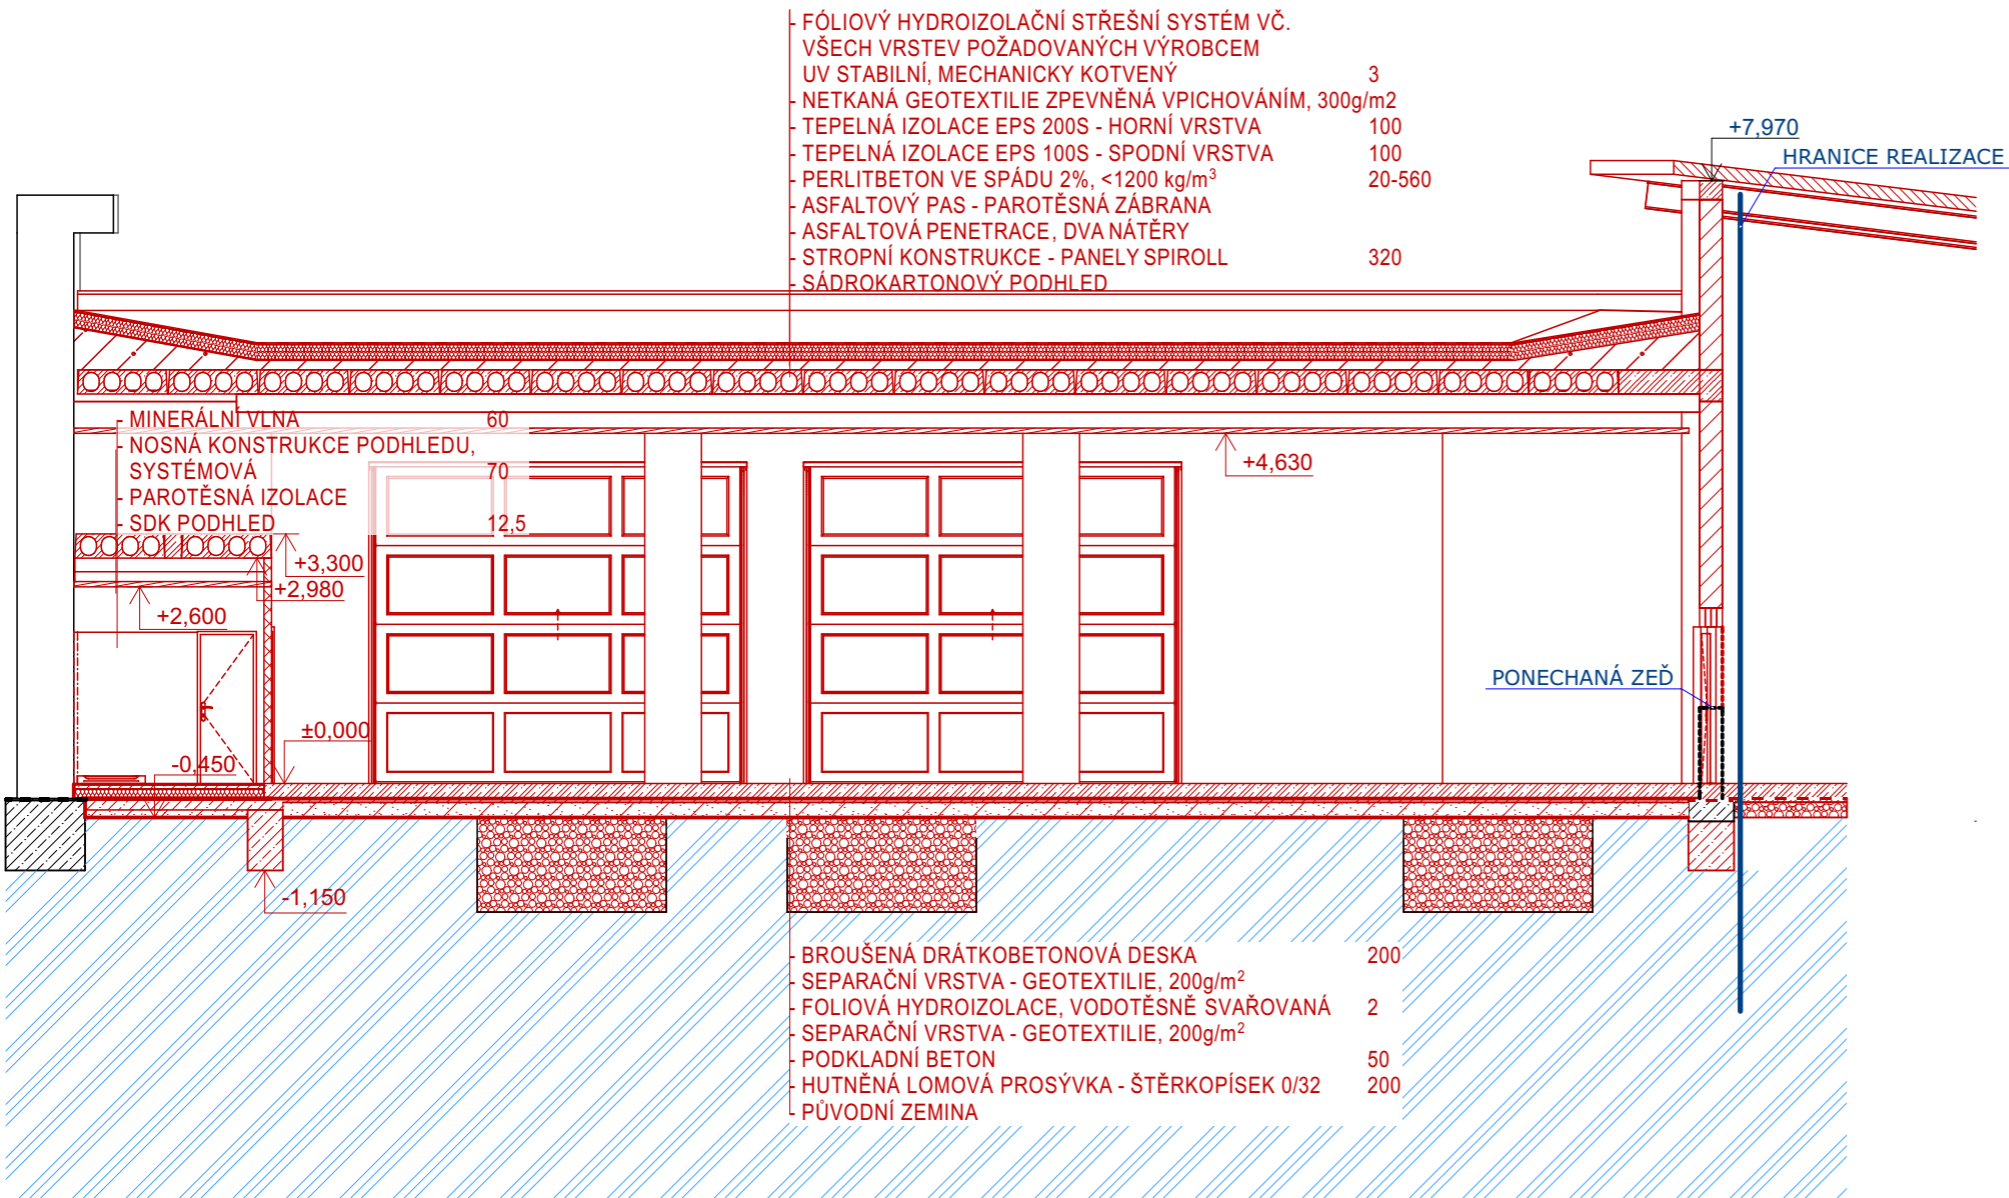 - FÓLIOVÝ HYDROIZOLAČNÍ STŘEŠNÍ SYSTÉM VČ.
VŠECH VRSTEV POŽADOVANÝCH VÝROBCEM
UV STABILNÍ, MECHANICKY KOTVENÝ 3
- NETKANÁ GEOTEXTILIE ZPEVNĚNÁ VPICHOVÁNÍM, 300g/m2
- TEPELNÁ IZOLACE EPS 200S - HORNÍ VRSTVA 100
- TEPELNÁ IZOLACE EPS 100S - SPODNÍ VRSTVA 100
- PERLITBETON VE SPÁDU 2%, <1200 kg/m³ 20-560
- ASFALTOVÝ PAS - PAROTĚSNÁ ZÁBRANA
- ASFALTOVÁ PENETRACE, DVA NÁTĚRY
- STROPNÍ KONSTRUKCE - PANELY SPIROLL 320
- SÁDROKARTONOVÝ PODHLED
+7,970
HRANICE REALIZACE
- MINERÁLNÍ VLNA 60
- NOSNÁ KONSTRUKCE PODHLEDU,
SYSTÉMOVÁ 70
- PAROTĚSNÁ IZOLACE
- SDK PODHLED 12,5
+4,630
+3,300
+2,980
+2,600
PONECHANÁ ZEĎ
±0,000
-0,450
-1,150
- BROUŠENÁ DRÁTKOBETONOVÁ DESKA 200
- SEPARAČNÍ VRSTVA - GEOTEXTILIE, 200g/m²
- FOLIOVÁ HYDROIZOLACE, VODOTĚSNĚ SVAŘOVANÁ 2
- SEPARAČNÍ VRSTVA - GEOTEXTILIE, 200g/m²
- PODKLADNÍ BETON 50
- HUTNĚNÁ LOMOVÁ PROSÝVKA - ŠTĚRKOPÍSEK 0/32 200
- PŮVODNÍ ZEMINA